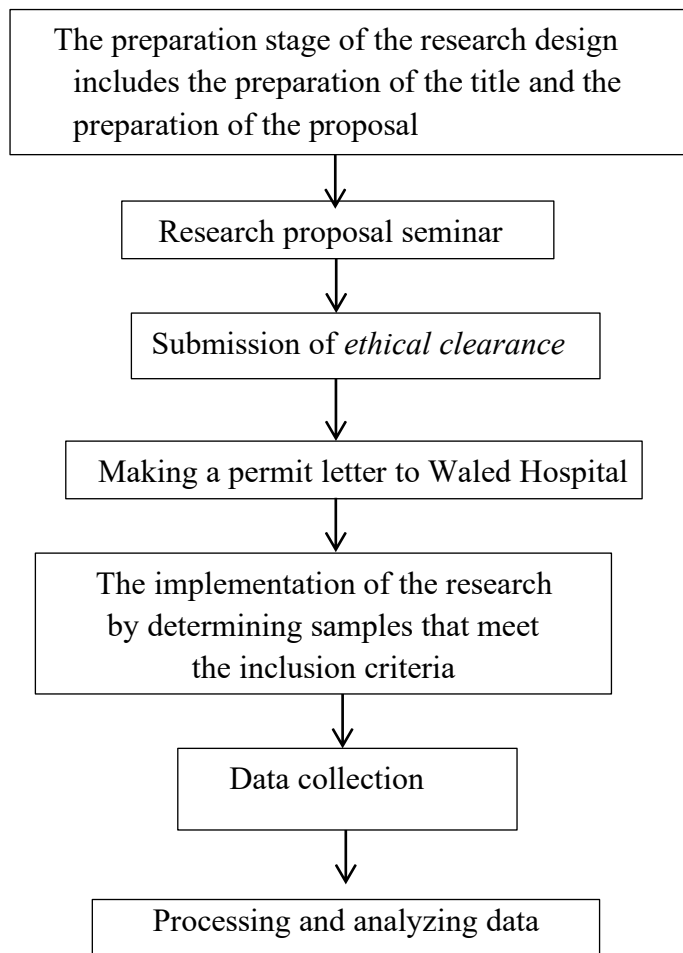 The preparation stage of the research design
includes the preparation of the title and the
preparation of the proposal
Research proposal seminar
Submission of ethical clearance
Making a permit letter to Waled Hospital
The implementation of the research
by determining samples that meet
the inclusion criteria
Data collection
Processing and analyzing data